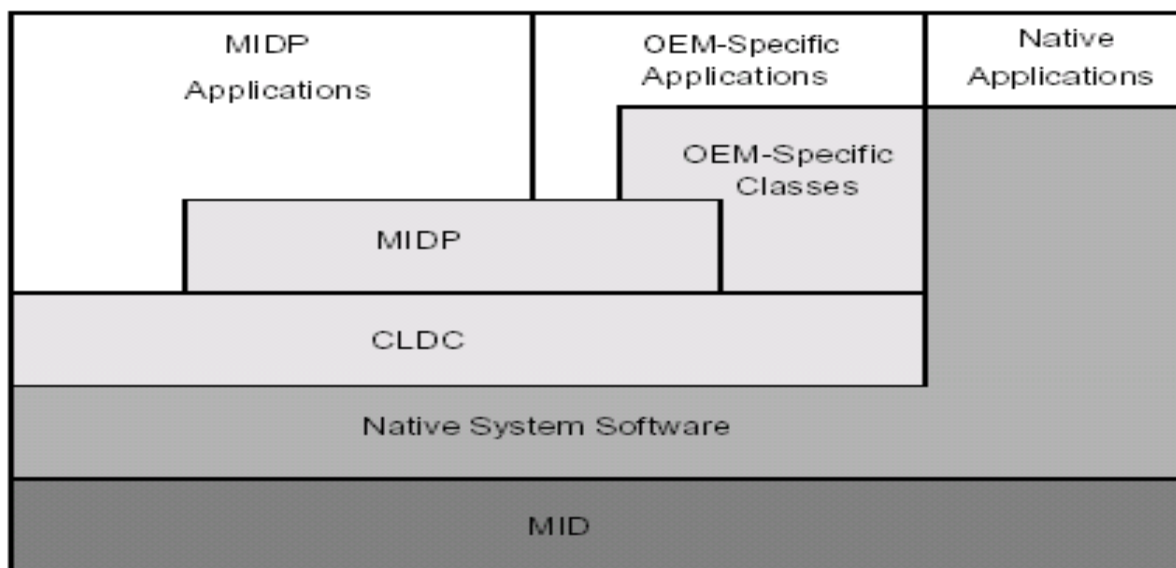 MIDP
Applications
OEM-Specific
Applications
Native
Applications
OEM-Specific
Classes
MIDP
CLDC
Native System Software
MID